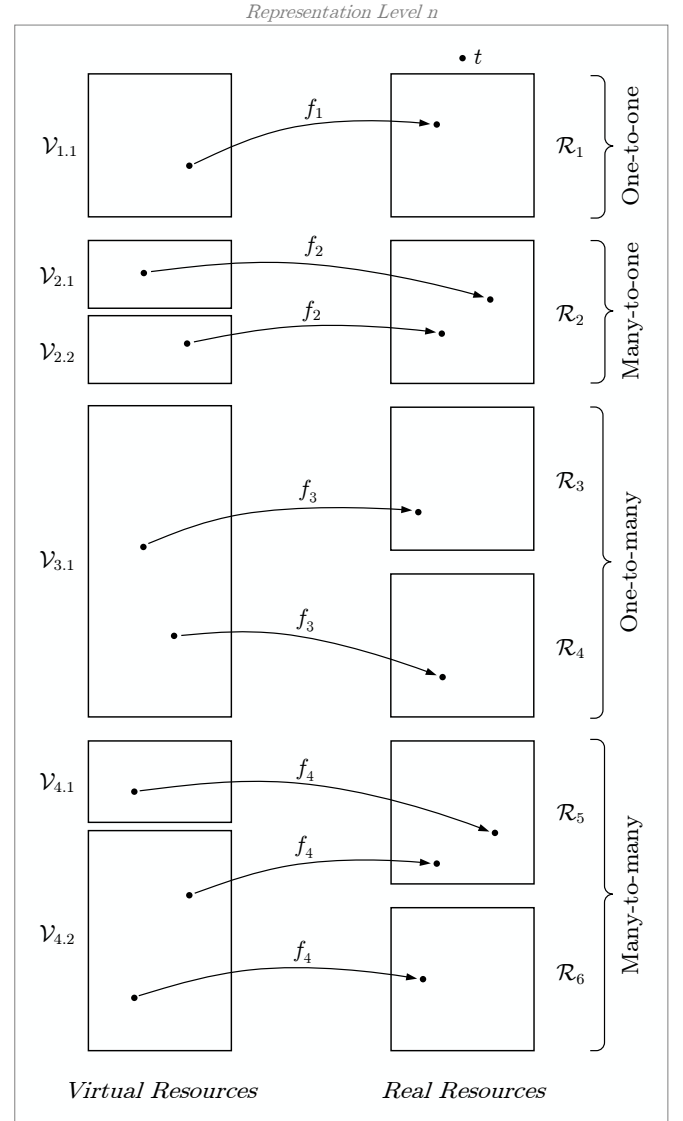 Representation Level n
t
V1.1
f1
R1
One-to-one
V2.1
f2
R2
Many-to-one
V2.2
f2
V3.1
f3
R3
One-to-many
f3
R4
V4.1
f4
R5
Many-to-many
f4
V4.2
f4
R6
Virtual Resources
Real Resources